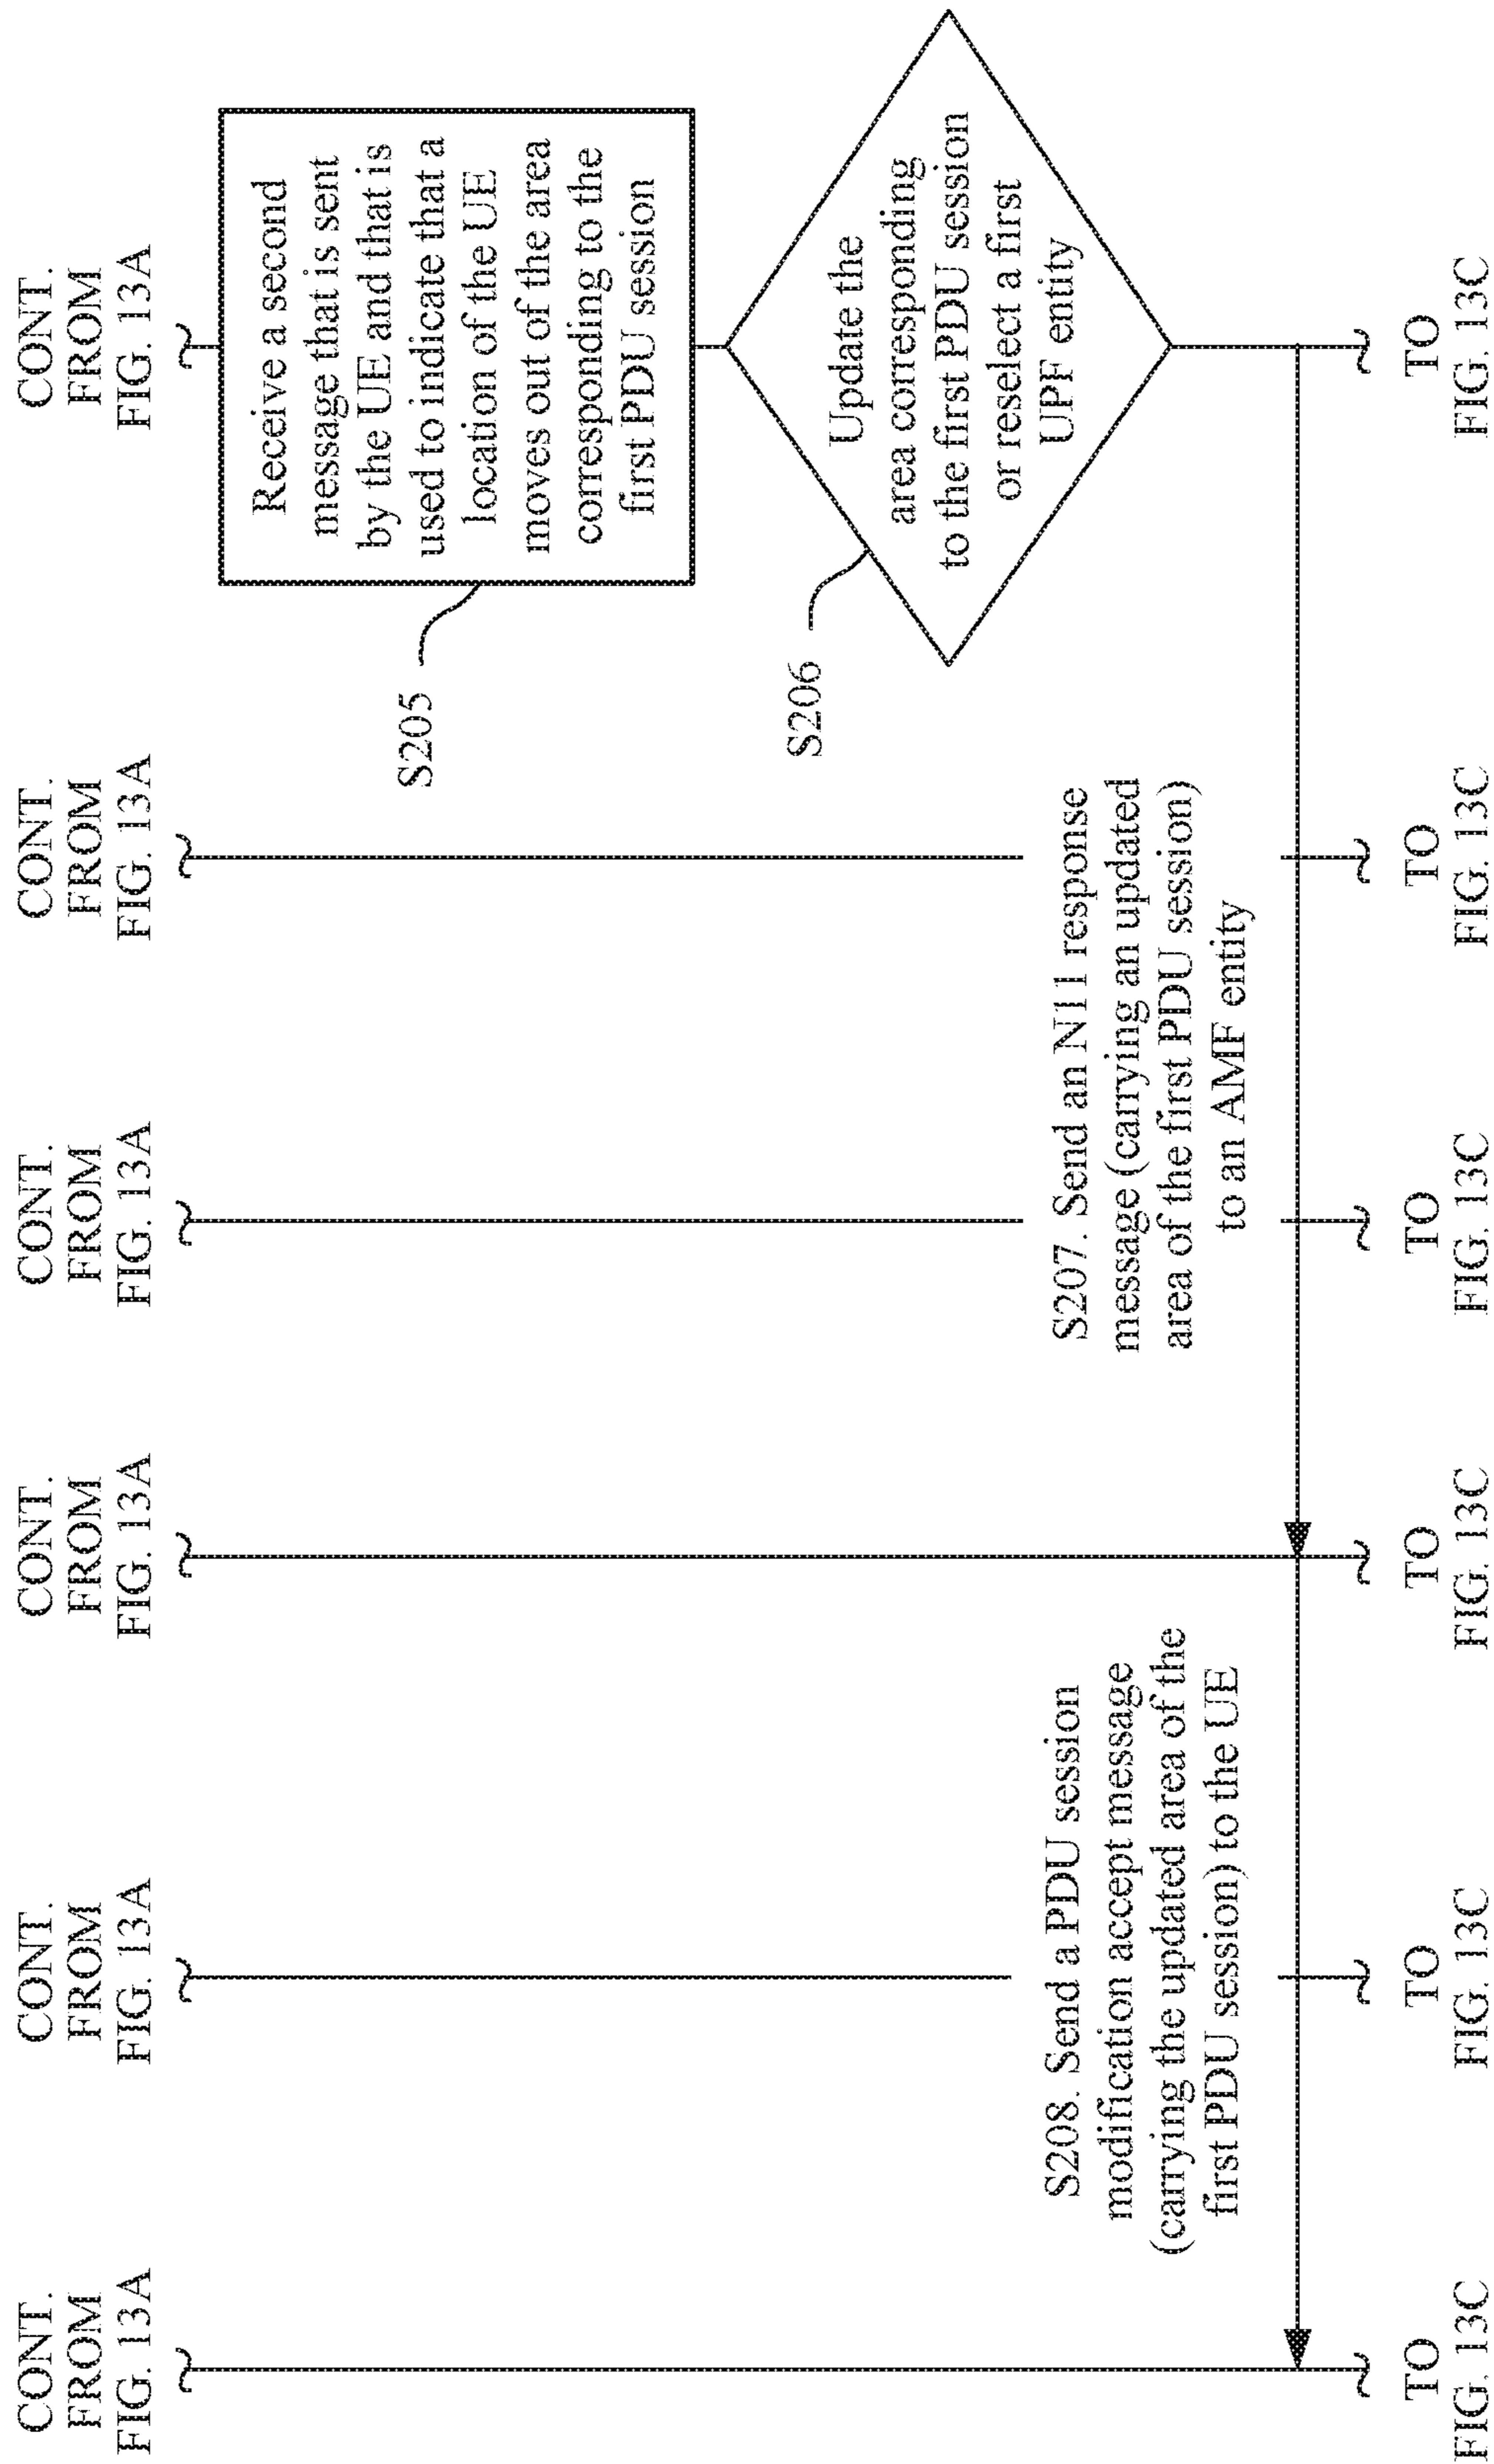 CONT.
FROM
FIG. 13A
CONT.
FROM
FIG. 13A
CONT.
FROM
FIG. 13A
CONT.
FROM
FIG. 13A
CONT.
FROM
FIG. 13A
CONT.
FROM
FIG. 13A
S205
Receive a second
message that is sent
by the UE and that is
used to indicate that a
location of the UE
moves out of the area
corresponding to the
first PDU session
S206
Update the
area corresponding
to the first PDU session
or reselect a first
UPF entity
S207. Send an N11 response
message (carrying an updated
area of the first PDU session)
to an AMF entity
S208. Send a PDU session
modification accept message
(carrying the updated area of the
first PDU session) to the UE
TO
FIG. 13C
TO
FIG. 13C
TO
FIG. 13C
TO
FIG. 13C
TO
FIG. 13C
TO
FIG. 13C